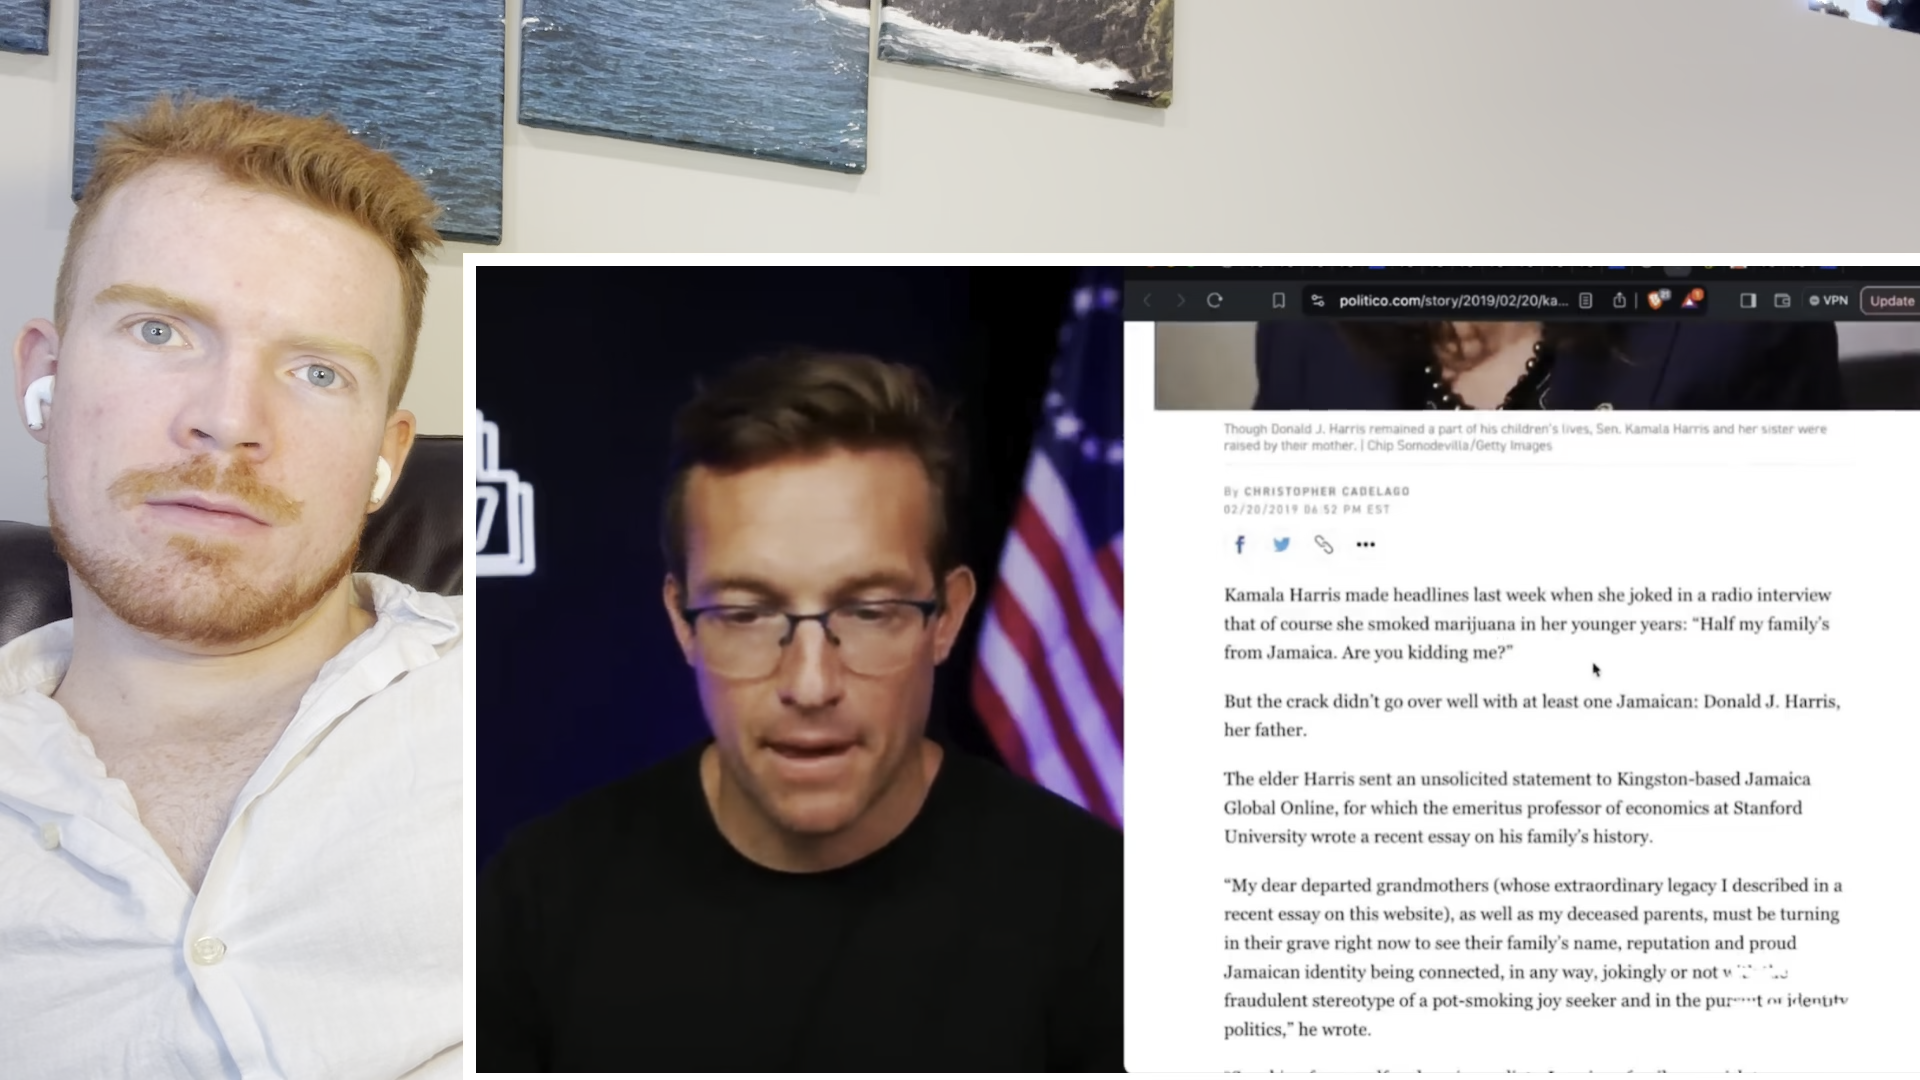 politico.com/story/2019/02/20/ka...
VPN
Update
Though Donald J. Harris remained a part of his children's lives, Sen. Kamala Harris and her sister were
raised by their mother. | Chip Somodevilla/Getty Images
By CHRISTOPHER CADELAGO
02/20/2019 06:52 PM EST
Kamala Harris made headlines last week when she joked in a radio interview
that of course she smoked marijuana in her younger years: “Half my family’s
from Jamaica. Are you kidding me?”
But the crack didn’t go over well with at least one Jamaican: Donald J. Harris,
her father.
The elder Harris sent an unsolicited statement to Kingston-based Jamaica
Global Online, for which the emeritus professor of economics at Stanford
University wrote a recent essay on his family’s history.
“My dear departed grandmothers (whose extraordinary legacy I described in a
recent essay on this website), as well as my deceased parents, must be turning
in their grave right now to see their family’s name, reputation and proud
Jamaican identity being connected, in any way, jokingly or not
fraudulent stereotype of a pot-smoking joy seeker and in the identity
politics,” he wrote.